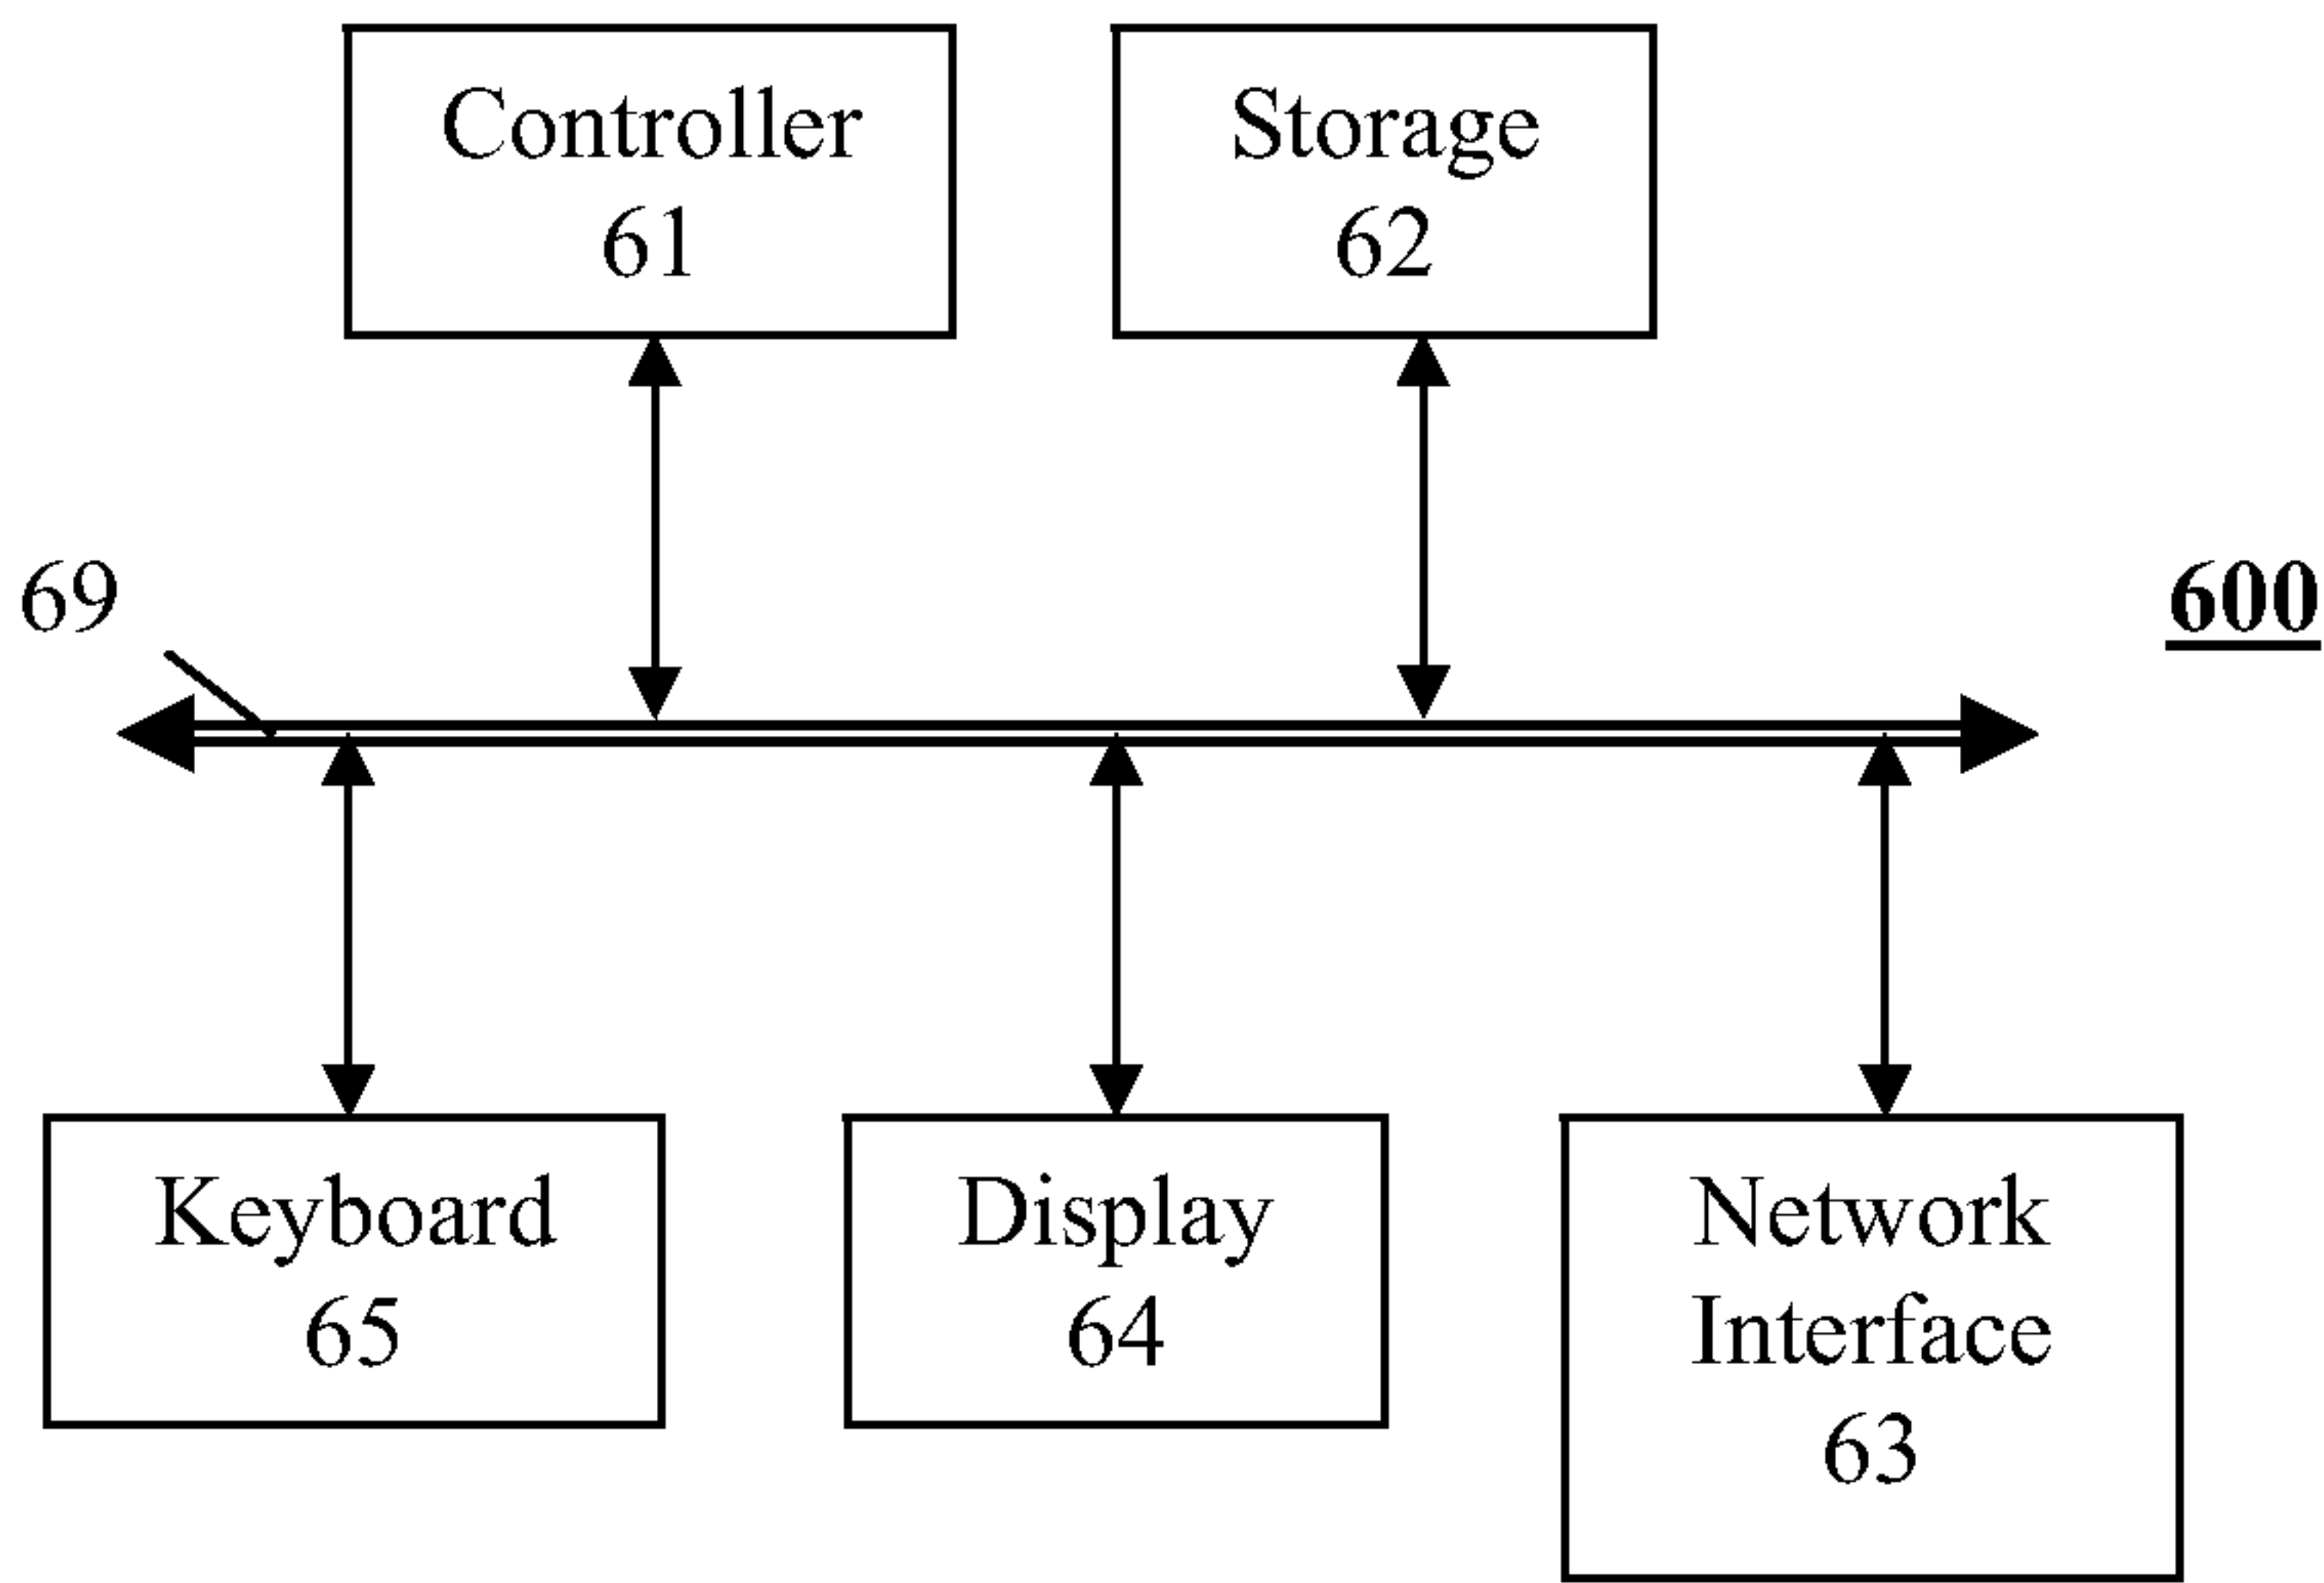 Controller
61
Storage
62
69
600
Keyboard
65
Display
64
Network
Interface
63